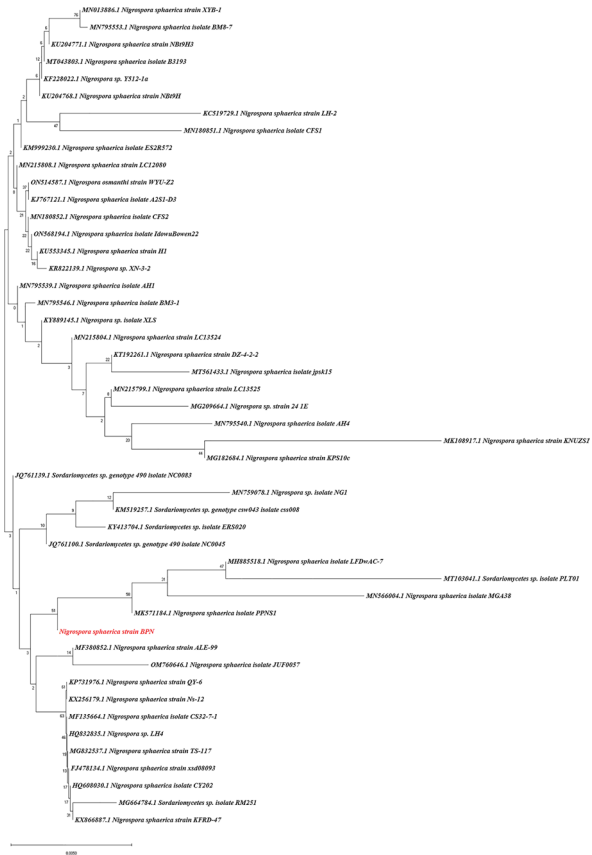 MN013886.1 Nigrospora sphaerica strain XYB-1
MN795553.1 Nigrospora sphaerica isolate BM8-7
KU204771.1 Nigrospora sphaerica strain NBt9H3
MT043803.1 Nigrospora sphaerica isolate B3193
KF228022.1 Nigrospora sp. Y512-1a
KU204768.1 Nigrospora sphaerica strain NBt9H
KC519729.1 Nigrospora sphaerica strain LH-2
MN180851.1 Nigrospora sphaerica isolate CFS1
KM999230.1 Nigrospora sphaerica isolate ES2R572
MN215808.1 Nigrospora sphaerica strain LC12080
ON514587.1 Nigrospora osmanthi strain WYU-Z2
KJ767121.1 Nigrospora sphaerica isolate A2S1-D3
MN180852.1 Nigrospora sphaerica isolate CFS2
ON568194.1 Nigrospora sphaerica isolate IdowuBowen22
KU553345.1 Nigrospora sphaerica strain H1
KR822139.1 Nigrospora sp. XN-3-2
MN795539.1 Nigrospora sphaerica isolate AH1
MN795546.1 Nigrospora sphaerica isolate BM3-1
KY889145.1 Nigrospora sp. isolate XLS
MN215804.1 Nigrospora sphaerica strain LC13524
KT192261.1 Nigrospora sphaerica strain DZ-4-2-2
MT561433.1 Nigrospora sphaerica isolate jpsk15
MN215799.1 Nigrospora sphaerica strain LC13525
MG209664.1 Nigrospora sp. strain 24 1E
MN795540.1 Nigrospora sphaerica isolate AH4
MK108917.1 Nigrospora sphaerica strain KNUZS1
MG182684.1 Nigrospora sphaerica strain KPS10c
JQ761139.1 Sordariomycetes sp. genotype 490 isolate NC0083
MN759078.1 Nigrospora sp. isolate NG1
KM519257.1 Sordariomycetes sp. genotype csw043 isolate css008
KY413704.1 Sordariomycetes sp. isolate ERS020
JQ761100.1 Sordariomycetes sp. genotype 490 isolate NC0045
MH885518.1 Nigrospora sphaerica isolate LFDwAC-7
MT103041.1 Sordariomycetes sp. isolate PLT01
MN566004.1 Nigrospora sphaerica isolate MGA38
MK571184.1 Nigrospora sphaerica isolate PPNS1
Nigrospora sphaerica strain BPN
MF380852.1 Nigrospora sphaerica strain ALE-99
OM760646.1 Nigrospora sphaerica isolate JUF0057
KP731976.1 Nigrospora sphaerica strain QY-6
KX256179.1 Nigrospora sphaerica strain Ns-12
MF135664.1 Nigrospora sphaerica isolate CS32-7-1
HQ832835.1 Nigrospora sp. LH4
MG832537.1 Nigrospora sphaerica strain TS-117
FJ478134.1 Nigrospora sphaerica strain xsd08093
HQ608030.1 Nigrospora sphaerica isolate CY202
MG664784.1 Sordariomycetes sp. isolate RM251
KX866887.1 Nigrospora sphaerica strain KFRD-47